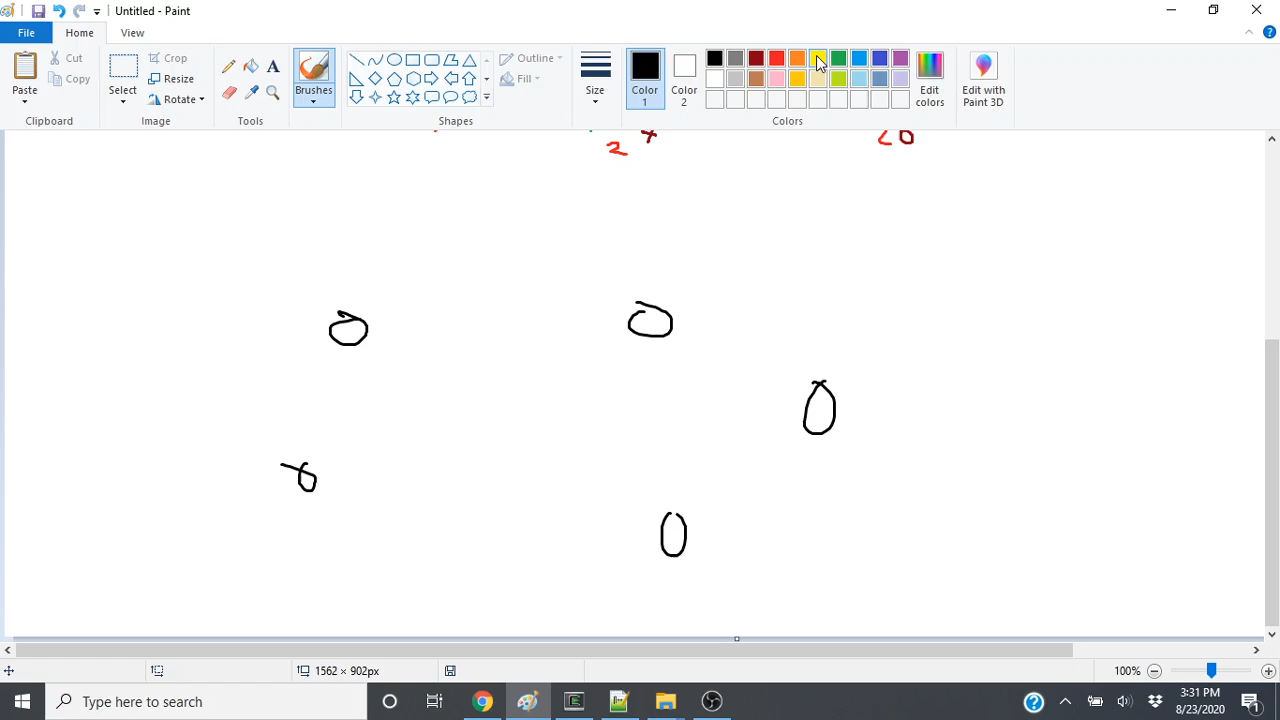 Untitled - Paint
File Home View
Paste
Cut
Copy
Clipboard
Select
Crop
Resize
Rotate
Image
A
Tools
Brushes
Outline
Fill
Shapes
Size
Color 1
Color 2
Edit colors
Edit with Paint 3D
Colors
2
1562 × 902px
100%
Type here to search
3:31 PM
8/23/2020